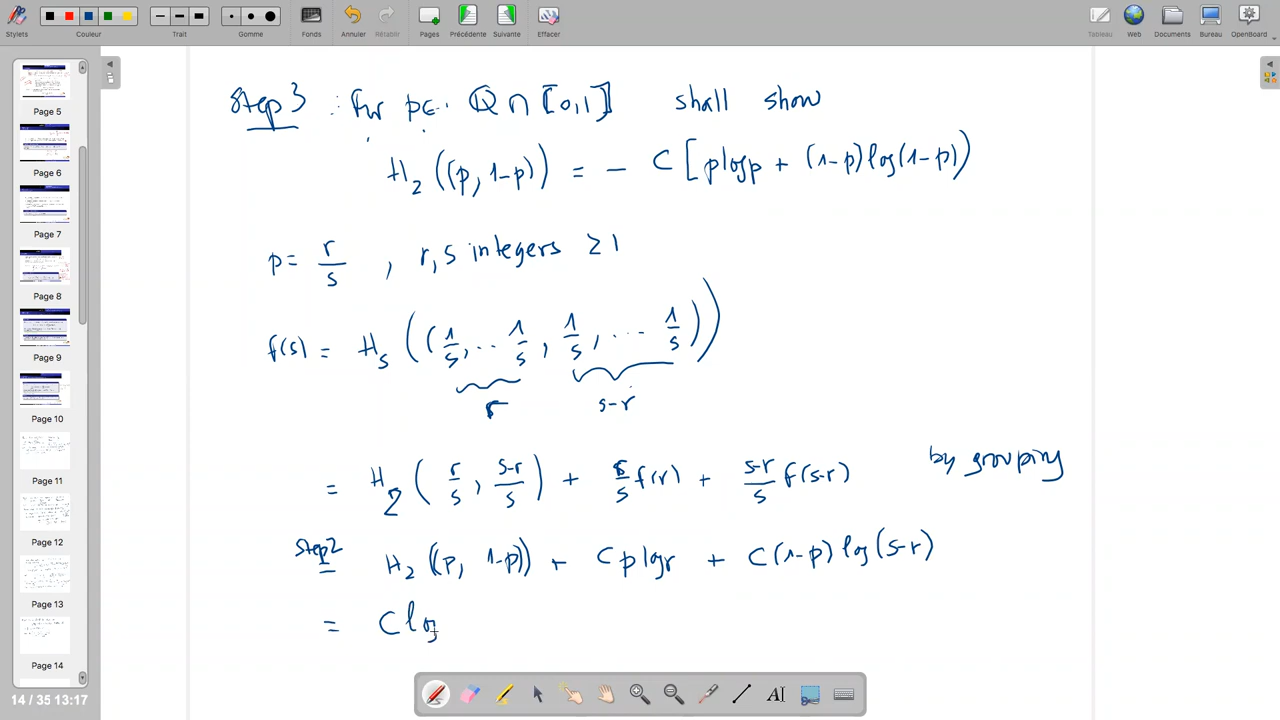 Stylets
Couleur
Trait
Gomme
Fonds
Annuler
Rétablir
Pages
Précédente
Suivante
Effacer
Tableau
Web
Documents
Bureau
OpenBoard
Page 5
Page 6
Page 7
Page 8
Page 9
Page 10
Page 11
Page 12
Page 13
Page 14
14 / 35 13:17
Step 3 : For p∈ ℚ ∩ [0,1] shall show
H₂((p, 1-p)) = - C [p log p + (1-p) log(1-p))
p = r/s , r, s integers ≥ 1
f(s) = H_s ((1/s, .. 1/s, 1/s, ... 1/s))
r s-r
= H₂ (r/s, s-r/s) + r/s f(r) + s-r/s f(s-r) by grouping
Step 2 H₂ ((p, 1-p)) + C p log r + C (1-p) log (s-r)
= C log
AI